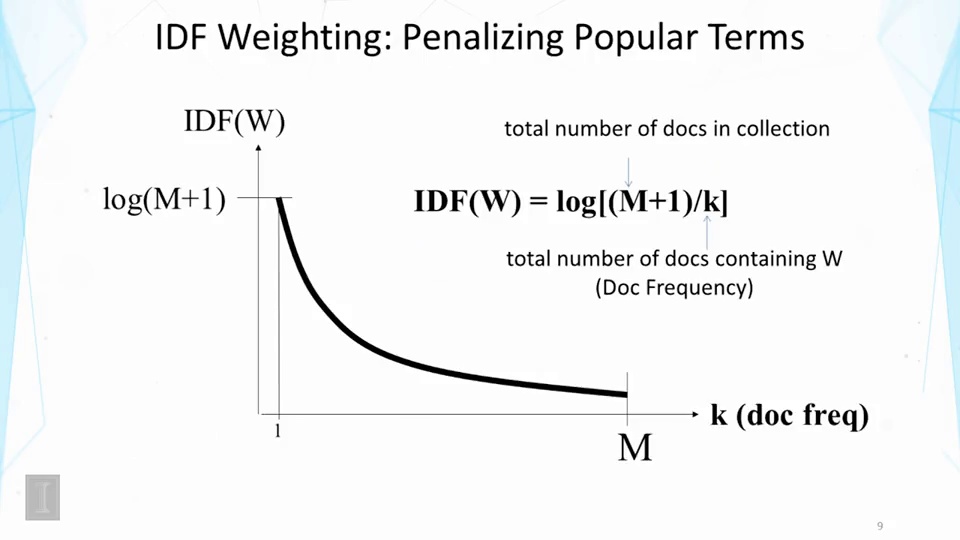 IDF Weighting: Penalizing Popular Terms
IDF(W)
total number of docs in collection
log(M+1)
IDF(W) = log[(M+1)/k]
total number of docs containing W
(Doc Frequency)
k (doc freq)
1
M
I
9